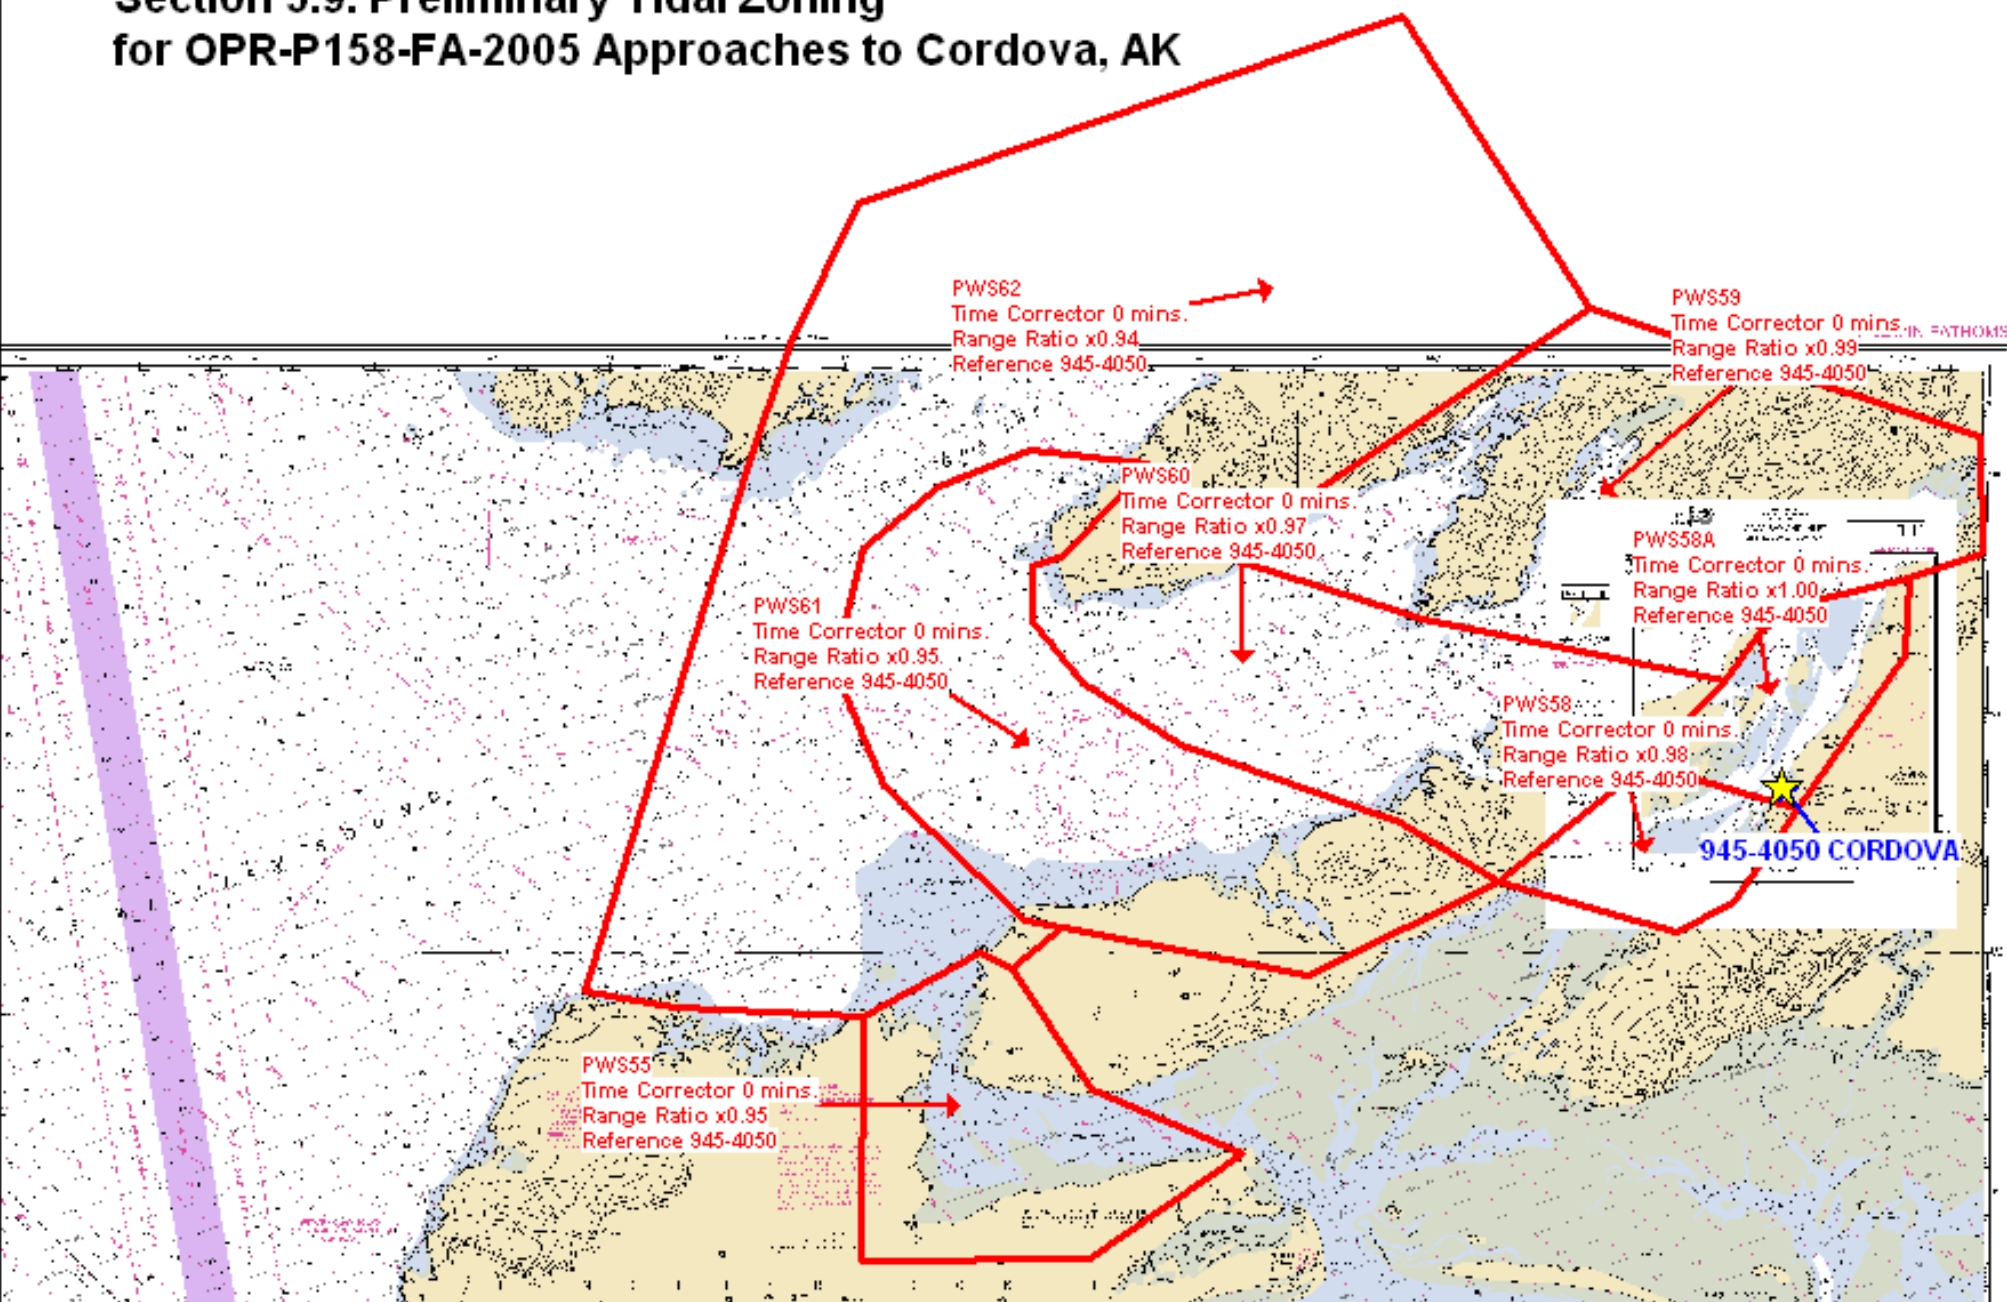 Section 5.9. Preliminary Tidal Zoning
for OPR-P158-FA-2005 Approaches to Cordova, AK
PWS62
Time Corrector 0 mins.
Range Ratio x0.94
Reference 945-4050
PWS59
Time Corrector 0 mins.
Range Ratio x0.99
Reference 945-4050
IN FATHOMS
PWS60
Time Corrector 0 mins.
Range Ratio x0.97
Reference 945-4050
PWS58A
Time Corrector 0 mins.
Range Ratio x1.00
Reference 945-4050
PWS61
Time Corrector 0 mins.
Range Ratio x0.95
Reference 945-4050
PWS58
Time Corrector 0 mins.
Range Ratio x0.98
Reference 945-4050
945-4050 CORDOVA
PWS55
Time Corrector 0 mins.
Range Ratio x0.95
Reference 945-4050